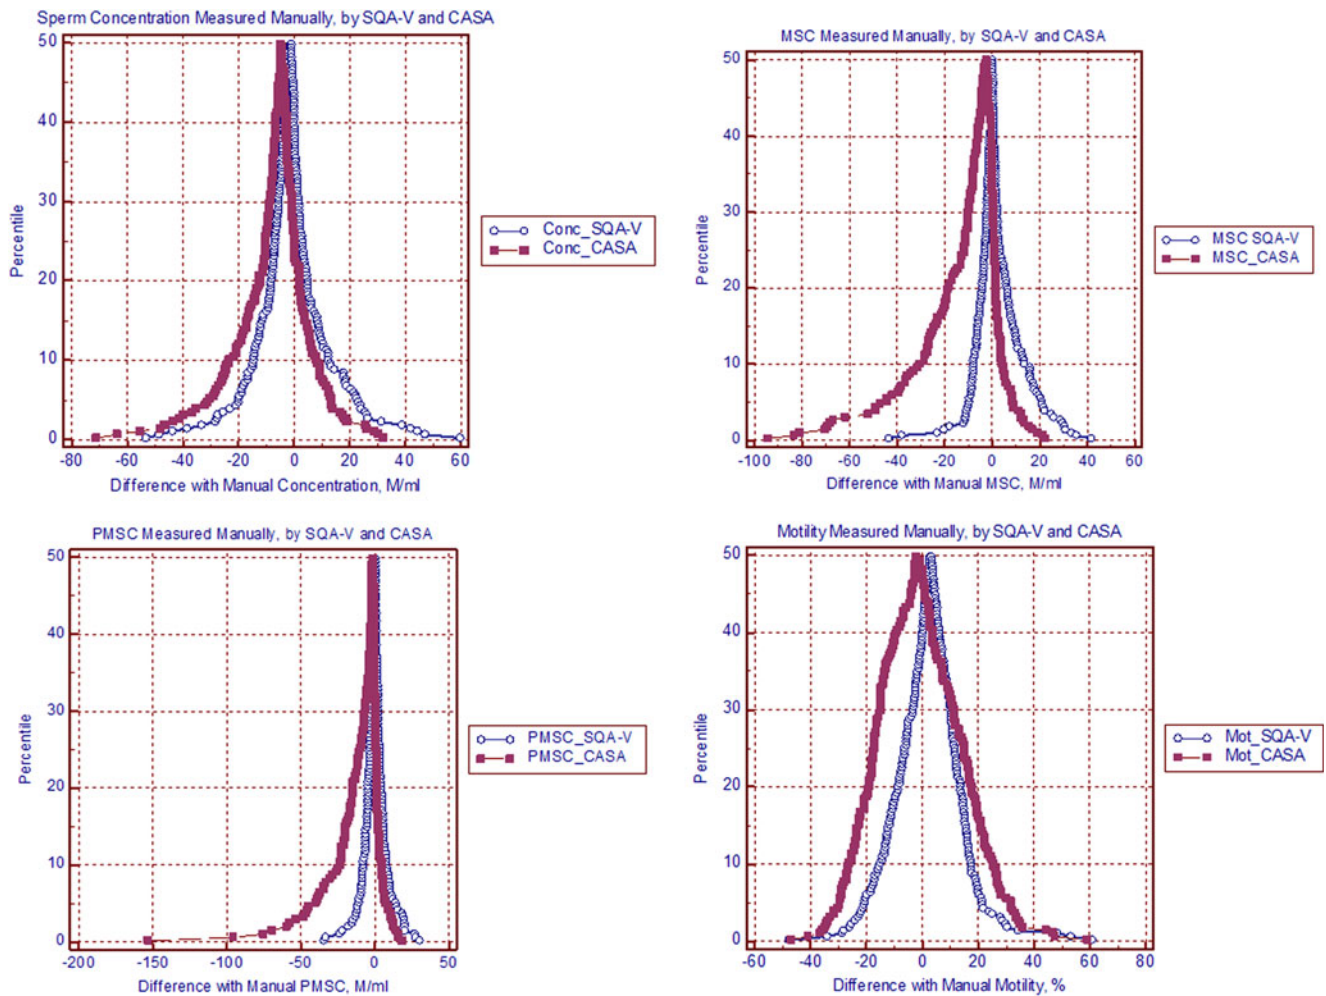 Sperm Concentration Measured Manually, by SQA-V and CASA
50
40
30
20
10
0
Percentile
-80 -60 -40 -20 0 20 40 60
Difference with Manual Concentration, M/ml
Conc_SQA-V
Conc_CASA
MSC Measured Manually, by SQA-V and CASA
50
40
30
20
10
0
Percentile
-100 -80 -60 -40 -20 0 20 40 60
Difference with Manual MSC, M/ml
MSC SQA-V
MSC_CASA
PMSC Measured Manually, by SQA-V and CASA
50
40
30
20
10
0
Percentile
-200 -150 -100 -50 0 50
Difference with Manual PMSC, M/ml
PMSC_SQA-V
PMSC_CASA
Motility Measured Manually, by SQA-V and CASA
50
40
30
20
10
0
Percentile
-60 -40 -20 0 20 40 60 80
Difference with Manual Motility, %
Mot_SQA-V
Mot_CASA